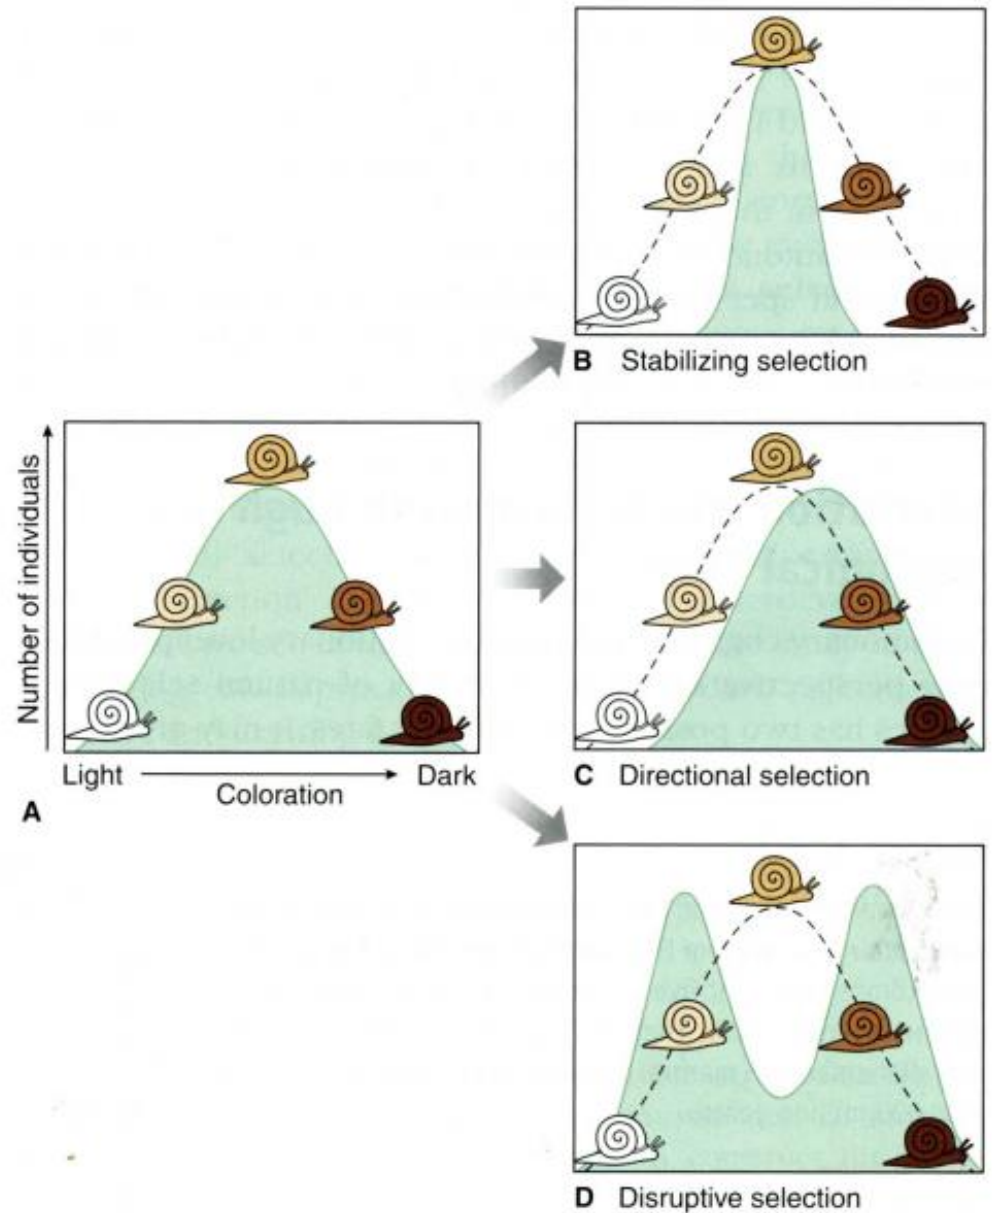 B Stabilizing selection
Number of individuals
Light
Dark
Coloration
A
C Directional selection
D Disruptive selection